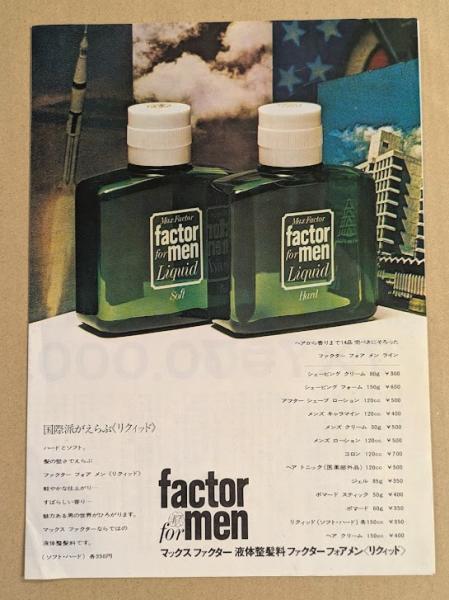 Max Factor
factor
for men
Liquid
Soft
Max Factor
factor
for men
Liquid
Hard
ヘアから香りまで14品 完ぺきにそろった
ファクター フォア メン ライン
シェービング クリーム 80g ¥300
シェービング フォーム 150g ¥650
アフター シェーブ ローション 120cc ¥500
メンズ キャラマイン 120cc ¥400
メンズ クリーム 30g ¥500
メンズ ローション 120cc ¥500
コロン 120cc ¥700
ヘア トニック(医薬部外品) 120cc ¥500
ジェル 85g ¥350
ポマード スティック 50g ¥400
ポマード 60g ¥350
リクィド(ソフト・ハード) 各150cc ¥350
ヘア クリーム 150cc ¥400
国際派がえらぶ〈リクィッド〉
ハードとソフト。
髪の堅さでえらぶ
ファクター フォア メン〈リクィッド〉
軽やかな仕上がり…
すばらしい香り…
魅力ある男の世界がひろがります。
マックス ファクターならではの
液体整髪料です。
(ソフト・ハード) 各350円
factor
for men
マックス ファクター 液体整髪料 ファクター フォア メン〈リクィッド〉